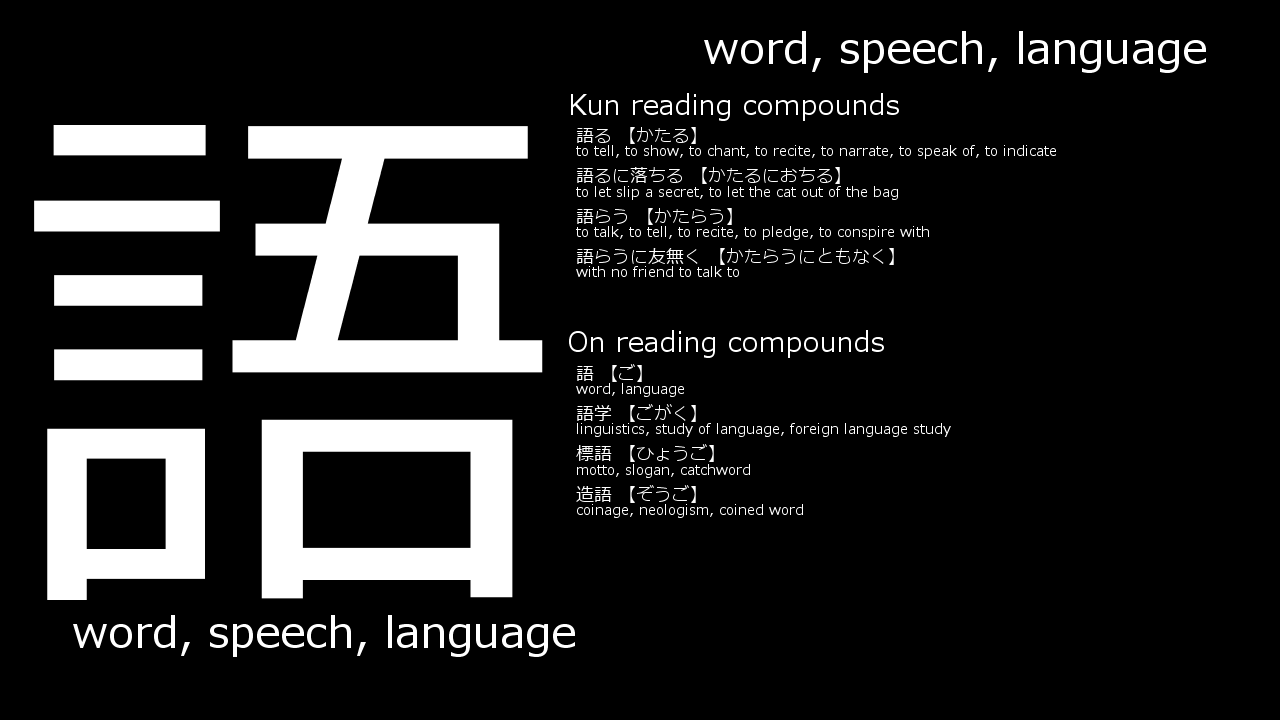 word, speech, language
語
word, speech, language
Kun reading compounds
語る 【かたる】
to tell, to show, to chant, to recite, to narrate, to speak of, to indicate
語るに落ちる 【かたるにおちる】
to let slip a secret, to let the cat out of the bag
語らう 【かたらう】
to talk, to tell, to recite, to pledge, to conspire with
語らうに友無く 【かたらうにともなく】
with no friend to talk to
On reading compounds
語 【ご】
word, language
語学 【ごがく】
linguistics, study of language, foreign language study
標語 【ひょうご】
motto, slogan, catchword
造語 【ぞうご】
coinage, neologism, coined word